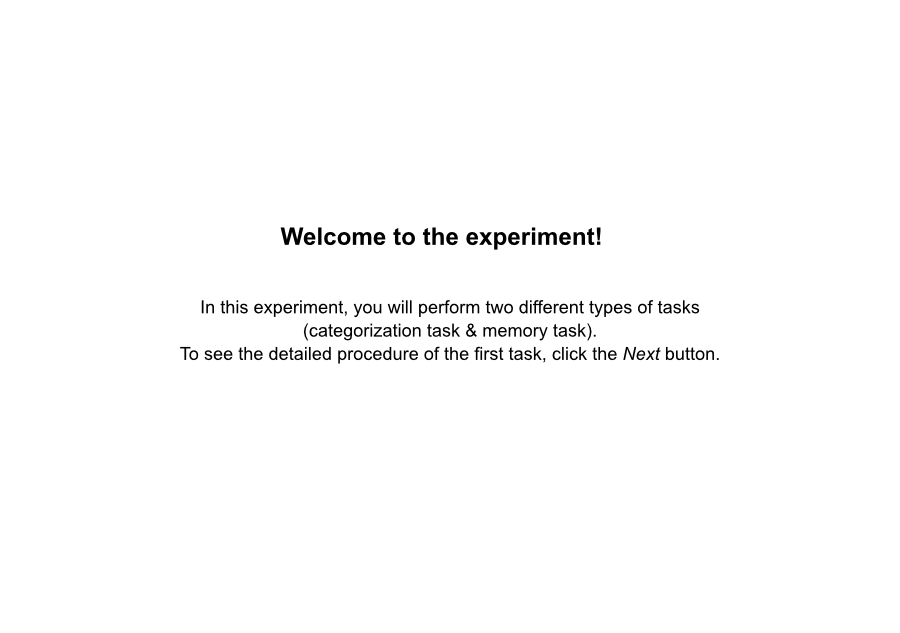 Welcome to the experiment!
In this experiment, you will perform two different types of tasks
(categorization task & memory task).
To see the detailed procedure of the first task, click the Next button.